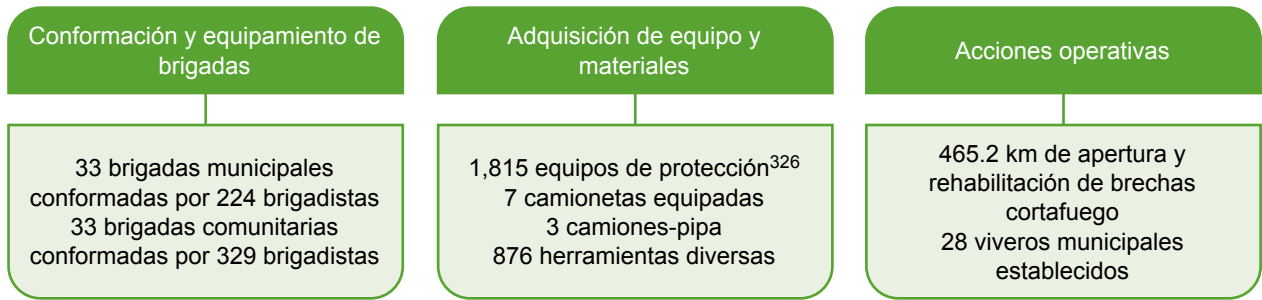 Conformación y equipamiento de
brigadas
33 brigadas municipales
conformadas por 224 brigadistas
33 brigadas comunitarias
conformadas por 329 brigadistas
Adquisición de equipo y
materiales
1,815 equipos de protección326
7 camionetas equipadas
3 camiones-pipa
876 herramientas diversas
Acciones operativas
465.2 km de apertura y
rehabilitación de brechas
cortafuego
28 viveros municipales
establecidos